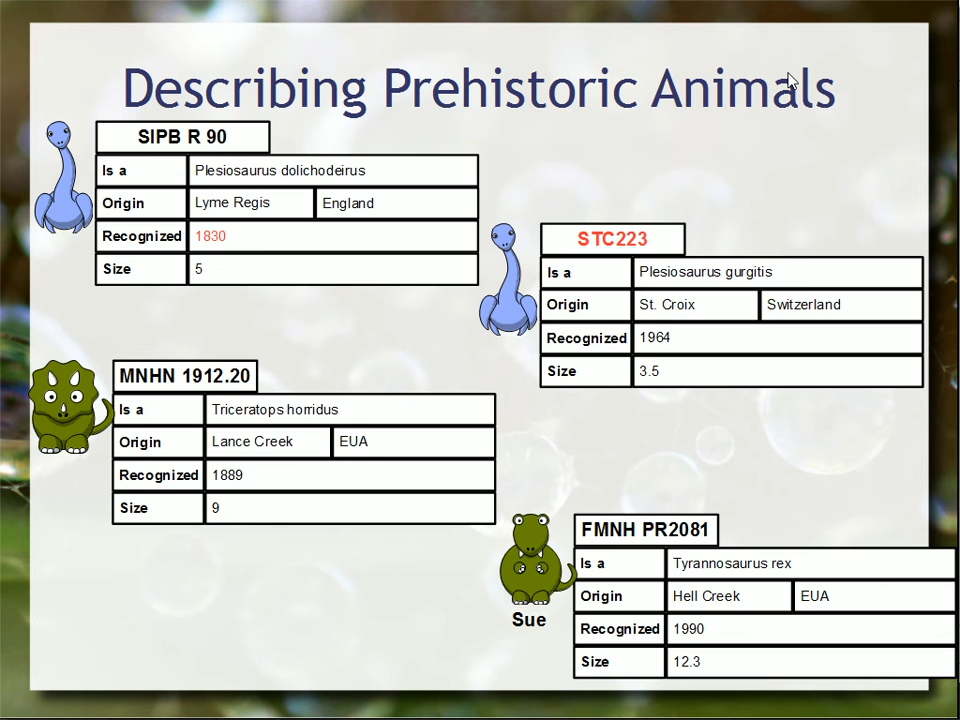 Describing Prehistoric Animals
SIPB R 90
Is a Plesiosaurus dolichodeirus
Origin Lyme Regis England
Recognized 1830
Size 5
STC223
Is a Plesiosaurus gurgitis
Origin St. Croix Switzerland
Recognized 1964
Size 3.5
MNHN 1912.20
Is a Triceratops horridus
Origin Lance Creek EUA
Recognized 1889
Size 9
Sue
FMNH PR2081
Is a Tyrannosaurus rex
Origin Hell Creek EUA
Recognized 1990
Size 12.3